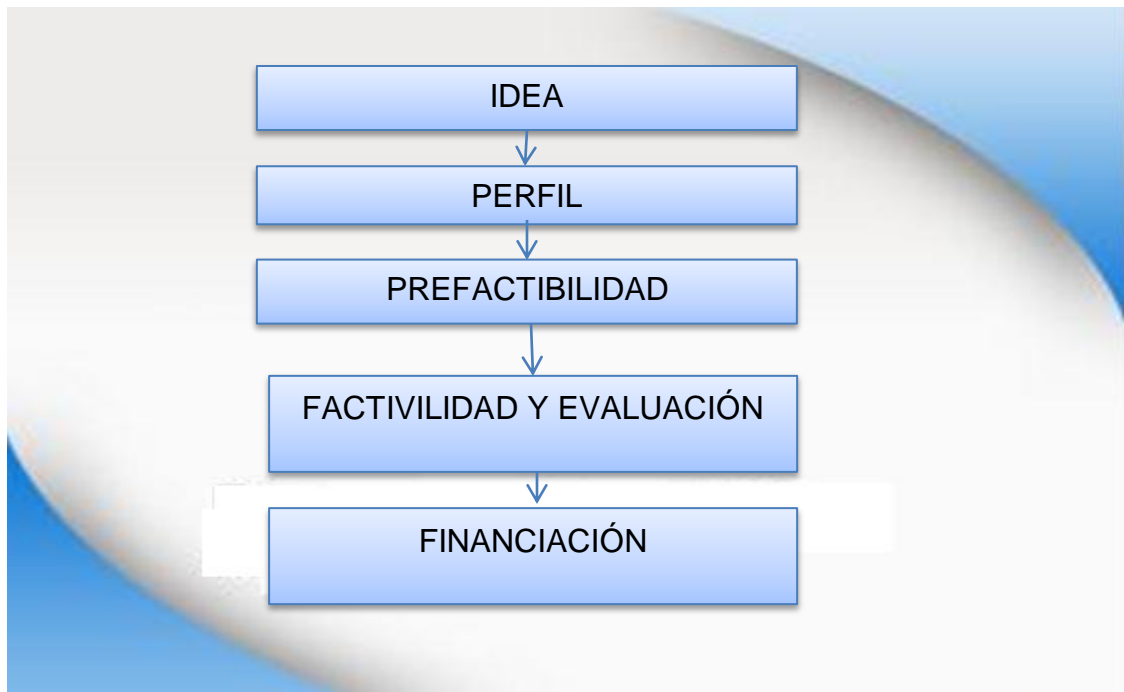 IDEA
PERFIL
PREFACTIBILIDAD
FACTIVILIDAD Y EVALUACIÓN
FINANCIACIÓN